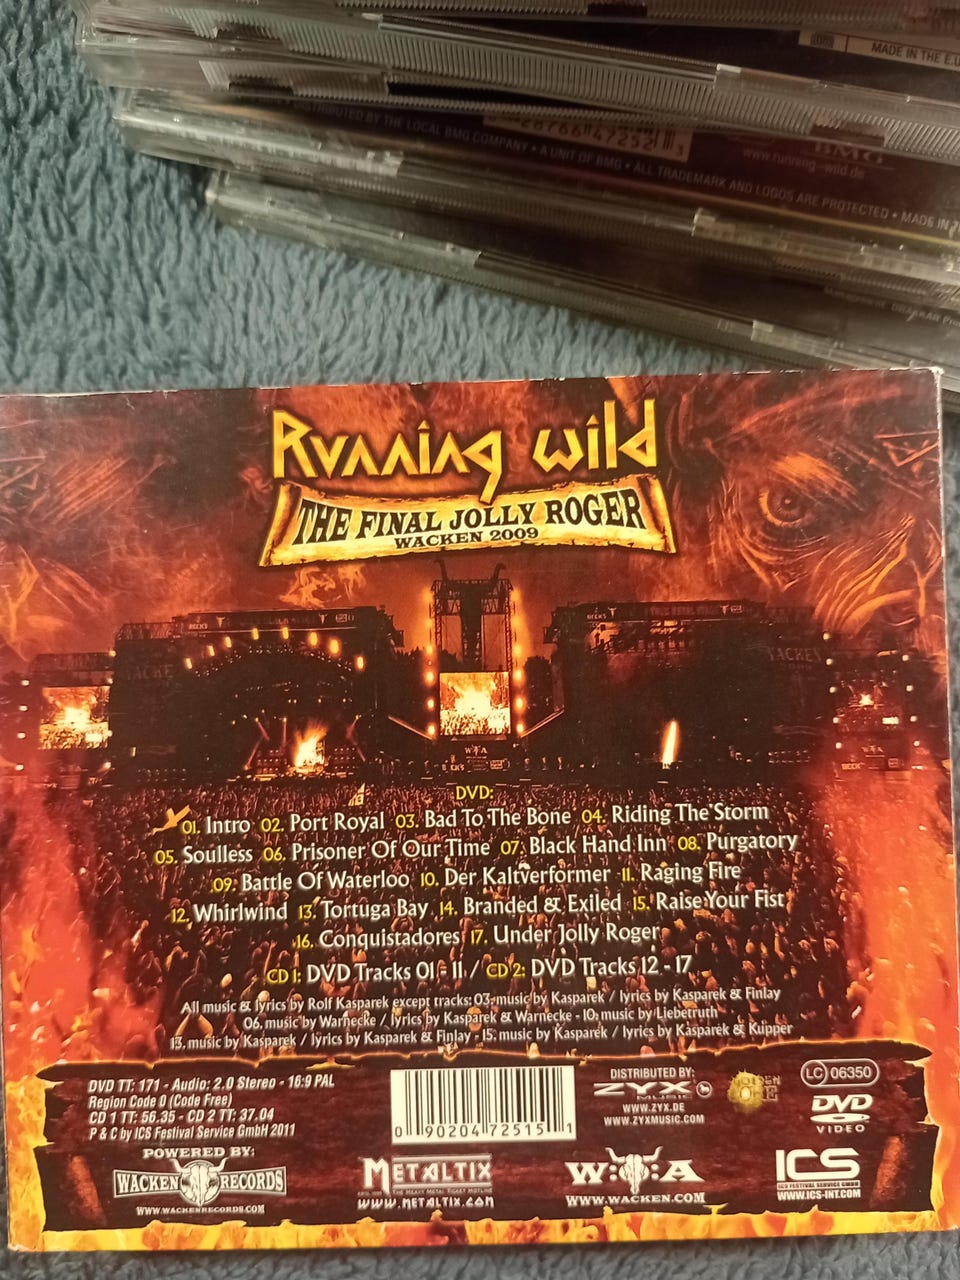 MADE IN THE E.U
DISTRIBUTED BY THE LOCAL BMG COMPANY • A UNIT OF BMG • ALL TRADEMARK AND LOGOS ARE PROTECTED • MADE IN
BMG
www.running-wild.de
Running Wild
THE FINAL JOLLY ROGER
WACKEN 2009
DVD:
01. Intro 02. Port Royal 03. Bad To The Bone 04. Riding The Storm
05. Soulless 06. Prisoner Of Our Time 07. Black Hand Inn 08. Purgatory
09. Battle Of Waterloo 10. Der Kaltverformer 11. Raging Fire
12. Whirlwind 13. Tortuga Bay 14. Branded & Exiled 15. Raise Your Fist
16. Conquistadores 17. Under Jolly Roger
CD 1: DVD Tracks 01 - 11 / CD 2: DVD Tracks 12 - 17
All music & lyrics by Rolf Kasparek except tracks: 03. music by Kasparek / lyrics by Kasparek & Finlay
06. music by Warnecke / lyrics by Kasparek & Warnecke - 10. music by Liebetruth
13. music by Kasparek / lyrics by Kasparek & Finlay - 15. music by Kasparek / lyrics by Kasparek & Kupper
DVD TT: 171 - Audio: 2.0 Stereo - 16:9 PAL
Region Code 0 (Code Free)
CD 1 TT: 56.35 - CD 2 TT: 37.04
P & C by ICS Festival Service GmbH 2011
0 90204 72515 1
DISTRIBUTED BY:
ZYX
MUSIC
WWW.ZYX.DE
WWW.ZYXMUSIC.COM
GOLDEN
CORE
LC 06350
DVD
VIDEO
POWERED BY:
WACKEN RECORDS
WWW.WACKENRECORDS.COM
METALTIX
THE HEAVY METAL TICKET HOTLINE
WWW.METALTIX.COM
W:O:A
WWW.WACKEN.COM
ICS
ICS FESTIVAL SERVICE GMBH
WWW.ICS-INT.COM